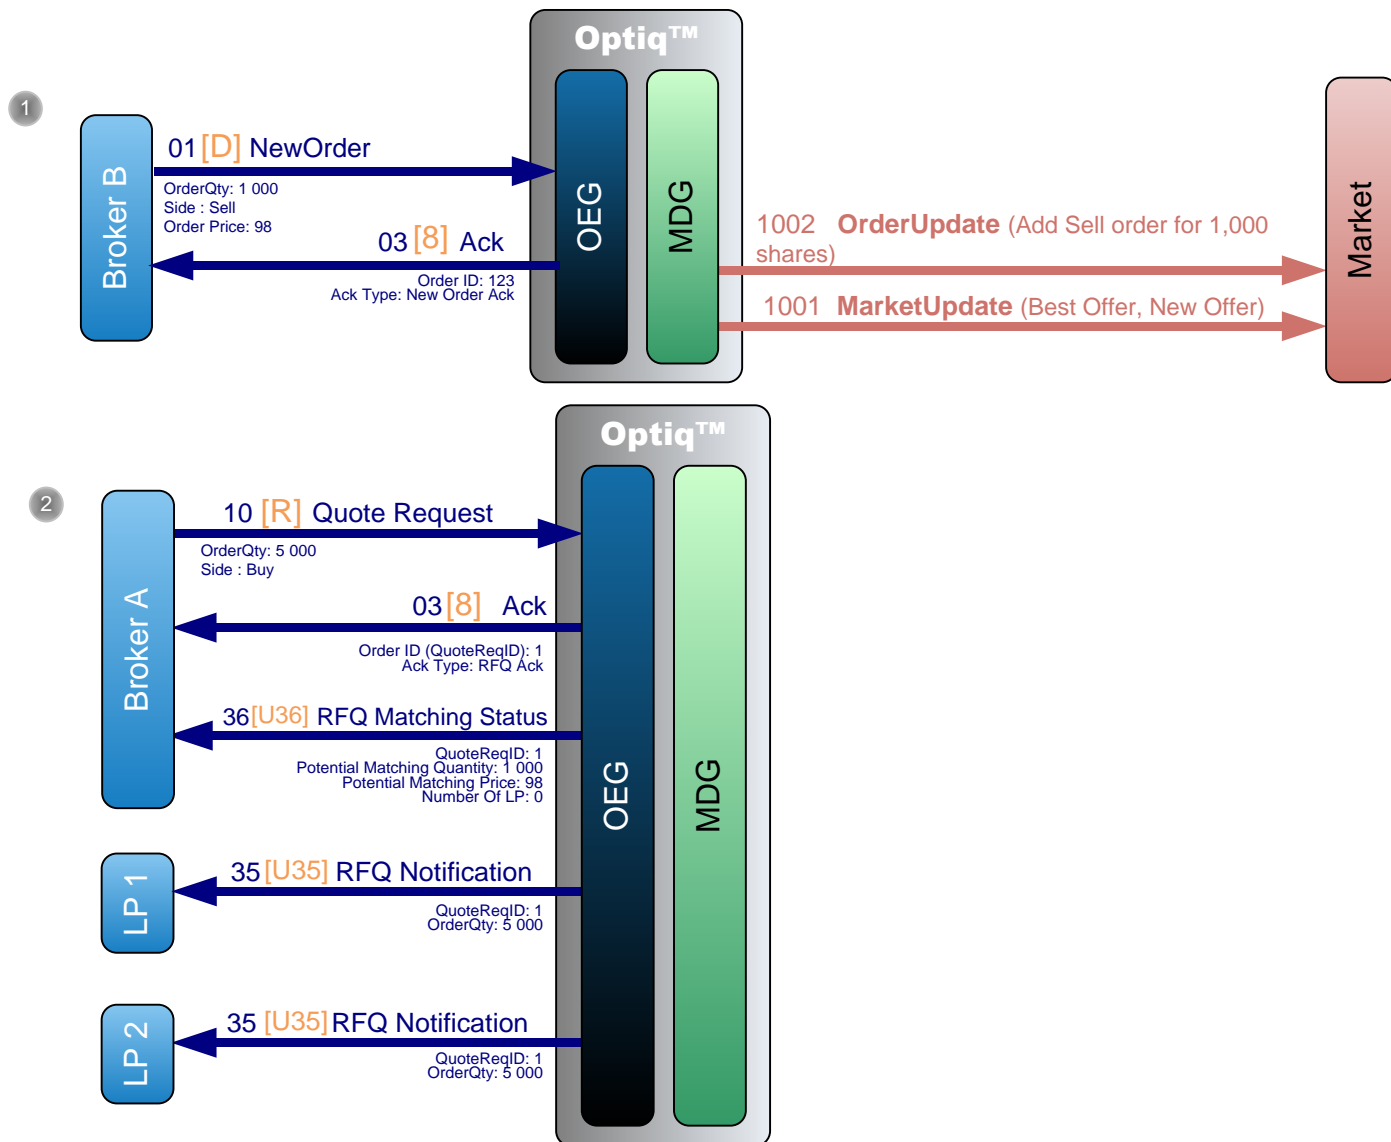 Optiq™
1
Broker B
01 [D] NewOrder
OrderQty: 1 000
Side : Sell
Order Price: 98
03 [8] Ack
Order ID: 123
Ack Type: New Order Ack
OEG
MDG
1002 OrderUpdate (Add Sell order for 1,000
shares)
1001 MarketUpdate (Best Offer, New Offer)
Market
Optiq™
2
Broker A
10 [R] Quote Request
OrderQty: 5 000
Side : Buy
03 [8] Ack
Order ID (QuoteReqID): 1
Ack Type: RFQ Ack
36 [U36] RFQ Matching Status
QuoteReqID: 1
Potential Matching Quantity: 1 000
Potential Matching Price: 98
Number Of LP: 0
OEG
MDG
LP 1
35 [U35] RFQ Notification
QuoteReqID: 1
OrderQty: 5 000
LP 2
35 [U35] RFQ Notification
QuoteReqID: 1
OrderQty: 5 000